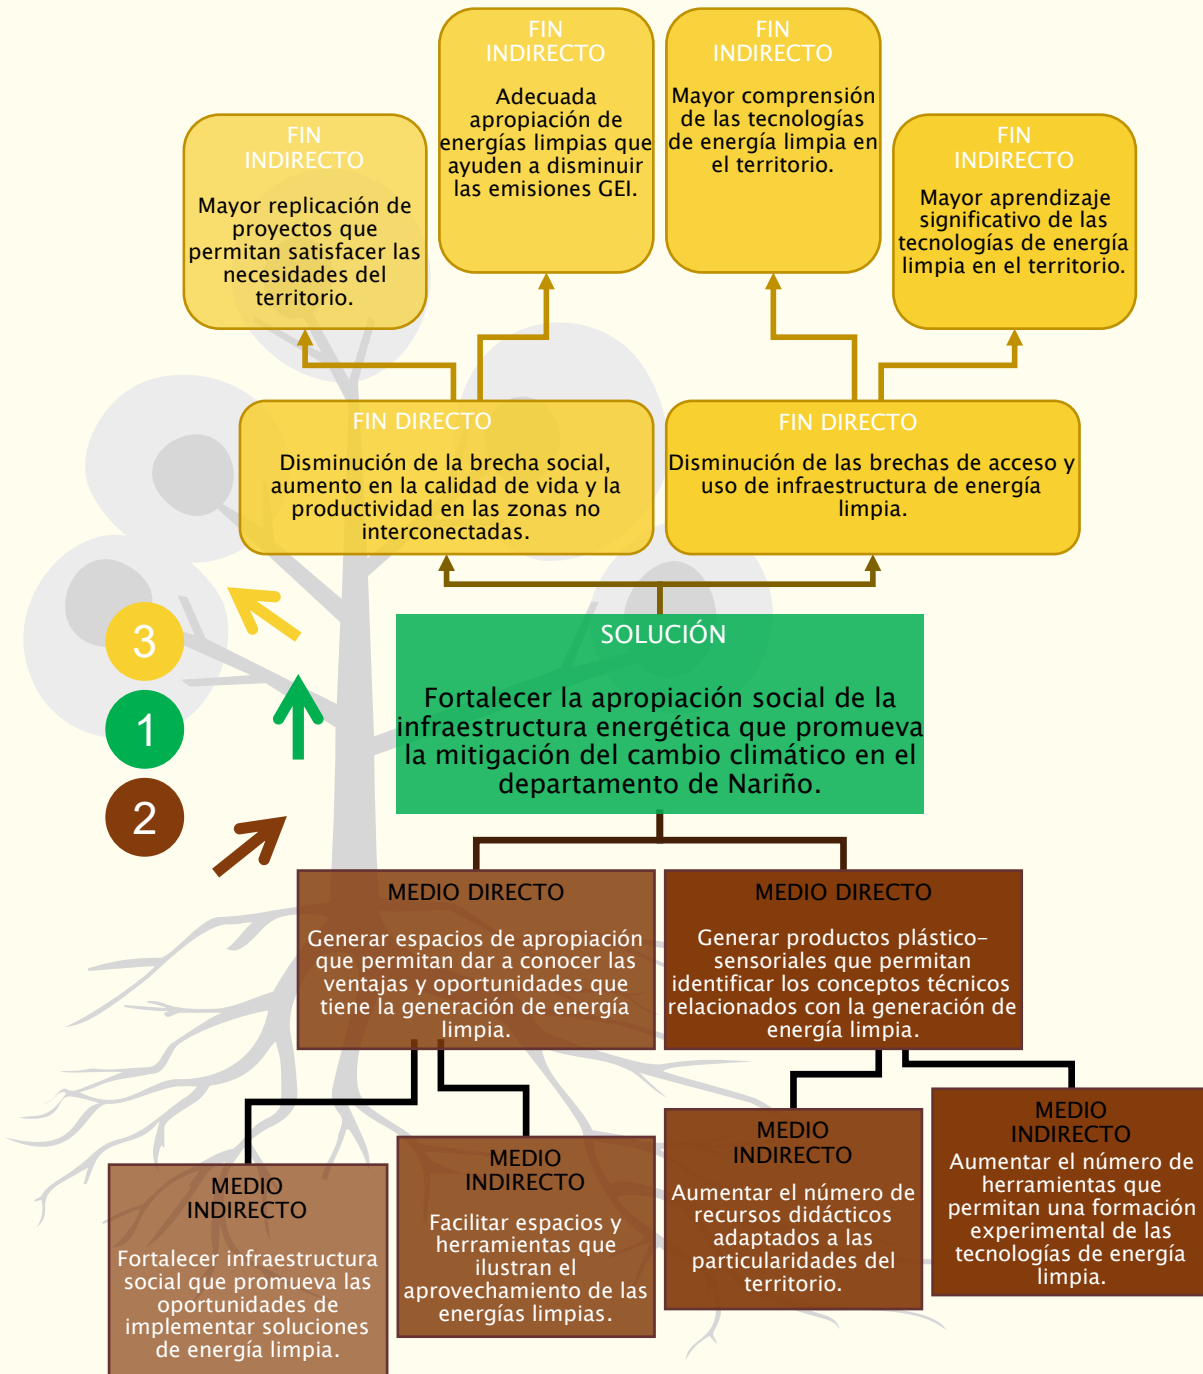 FIN
INDIRECTO
Adecuada
apropiación de
energías limpias que
ayuden a disminuir
las emisiones GEI.
FIN
INDIRECTO
Mayor comprensión
de las tecnologías
de energía limpia en
el territorio.
FIN
INDIRECTO
Mayor replicación de
proyectos que
permitan satisfacer las
necesidades del
territorio.
FIN
INDIRECTO
Mayor aprendizaje
significativo de las
tecnologías de energía
limpia en el territorio.
FIN DIRECTO
Disminución de la brecha social,
aumento en la calidad de vida y la
productividad en las zonas no
interconectadas.
FIN DIRECTO
Disminución de las brechas de acceso y
uso de infraestructura de energía
limpia.
3
1
2
SOLUCIÓN
Fortalecer la apropiación social de la
infraestructura energética que promueva
la mitigación del cambio climático en el
departamento de Nariño.
MEDIO DIRECTO
Generar espacios de apropiación
que permitan dar a conocer las
ventajas y oportunidades que
tiene la generación de energía
limpia.
MEDIO DIRECTO
Generar productos plástico-
sensoriales que permitan
identificar los conceptos técnicos
relacionados con la generación de
energía limpia.
MEDIO
INDIRECTO
Fortalecer infraestructura
social que promueva las
oportunidades de
implementar soluciones
de energía limpia.
MEDIO
INDIRECTO
Facilitar espacios y
herramientas que
ilustran el
aprovechamiento de las
energías limpias.
MEDIO
INDIRECTO
Aumentar el número de
recursos didácticos
adaptados a las
particularidades del
territorio.
MEDIO
INDIRECTO
Aumentar el número de
herramientas que
permitan una formación
experimental de las
tecnologías de energía
limpia.